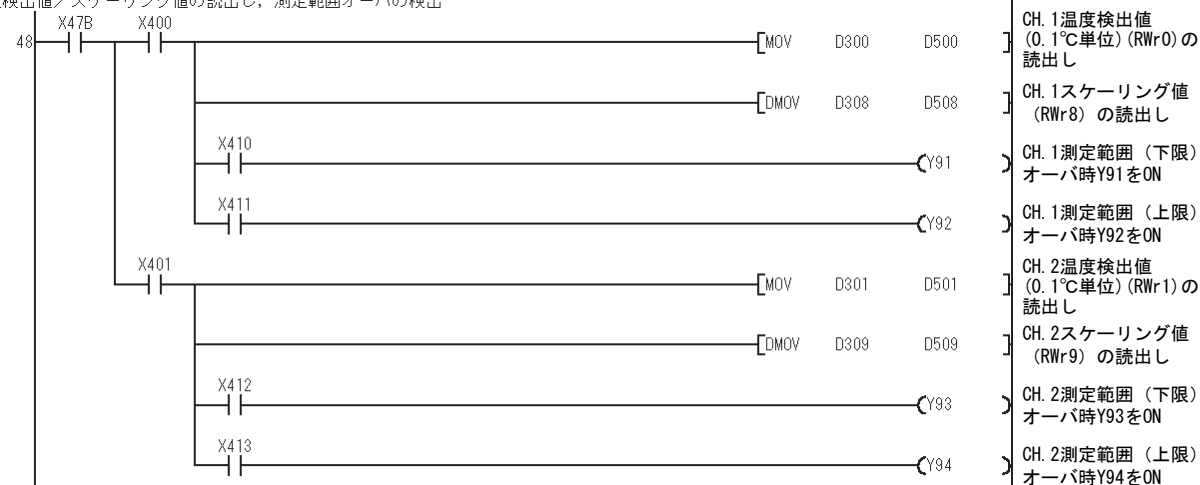 検出値/スケーリング値の読出し，測定範囲オーバの検出
X47B X400
48 MOV D300 D500
CH.1温度検出値
(0.1℃単位)(RWr0)の
読出し
DMOV D308 D508
CH.1スケーリング値
(RWr8) の読出し
X410
Y91
CH.1測定範囲 (下限)
オーバ時Y91をON
X411
Y92
CH.1測定範囲 (上限)
オーバ時Y92をON
X401
MOV D301 D501
CH.2温度検出値
(0.1℃単位)(RWr1)の
読出し
DMOV D309 D509
CH.2スケーリング値
(RWr9) の読出し
X412
Y93
CH.2測定範囲 (下限)
オーバ時Y93をON
X413
Y94
CH.2測定範囲 (上限)
オーバ時Y94をON